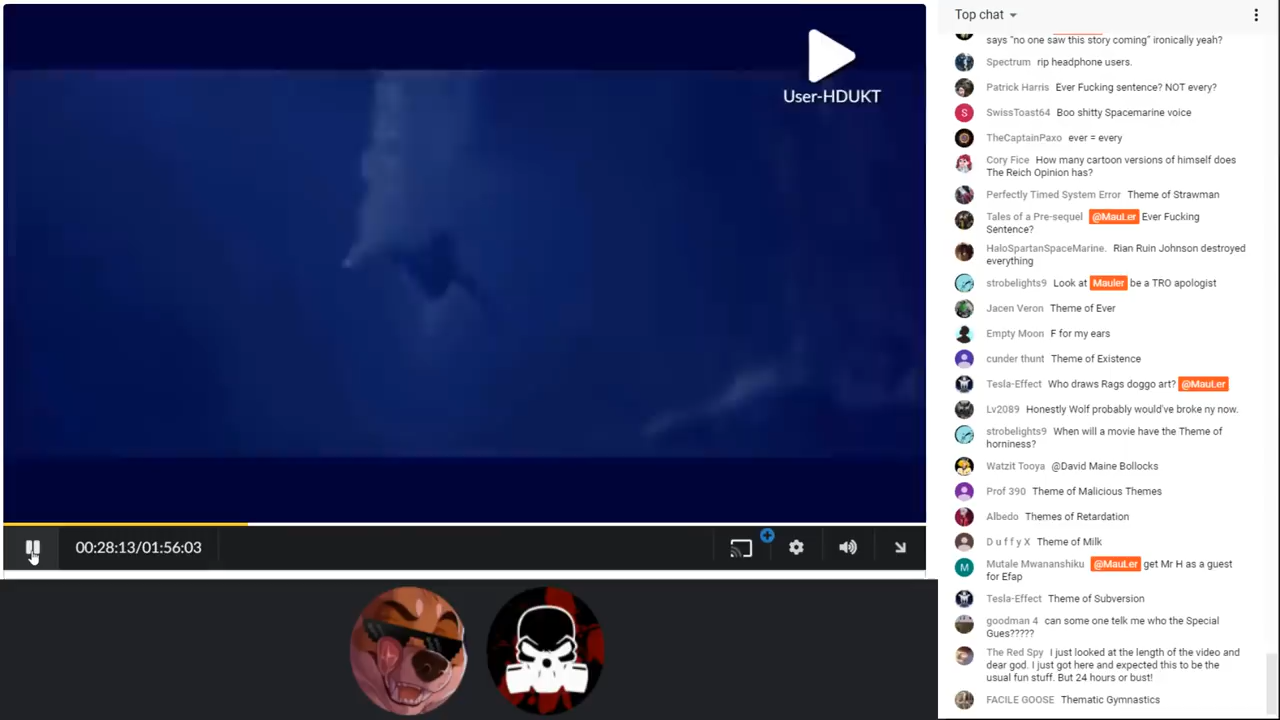 User-HDUKT
00:28:13/01:56:03
Top chat
says “no one saw this story coming” ironically yeah?
Spectrum rip headphone users.
Patrick Harris Ever Fucking sentence? NOT every?
S
SwissToast64 Boo shitty Spacemarine voice
TheCaptainPaxo ever = every
Cory Fice How many cartoon versions of himself does
The Reich Opinion has?
Perfectly Timed System Error Theme of Strawman
Tales of a Pre-sequel @MauLer Ever Fucking
Sentence?
HaloSpartanSpaceMarine. Rian Ruin Johnson destroyed
everything
strobelights9 Look at Mauler be a TRO apologist
Jacen Veron Theme of Ever
Empty Moon F for my ears
cunder thunt Theme of Existence
Tesla-Effect Who draws Rags doggo art? @MauLer
Lv2089 Honestly Wolf probably would've broke ny now.
strobelights9 When will a movie have the Theme of
horniness?
Watzit Tooya @David Maine Bollocks
Prof 390 Theme of Malicious Themes
Albedo Themes of Retardation
D u f f y X Theme of Milk
M
Mutale Mwananshiku @MauLer get Mr H as a guest
for Efap
Tesla-Effect Theme of Subversion
goodman 4 can some one telk me who the Special
Gues?????
The Red Spy I just looked at the length of the video and
dear god. I just got here and expected this to be the
usual fun stuff. But 24 hours or bust!
FACILE GOOSE Thematic Gymnastics